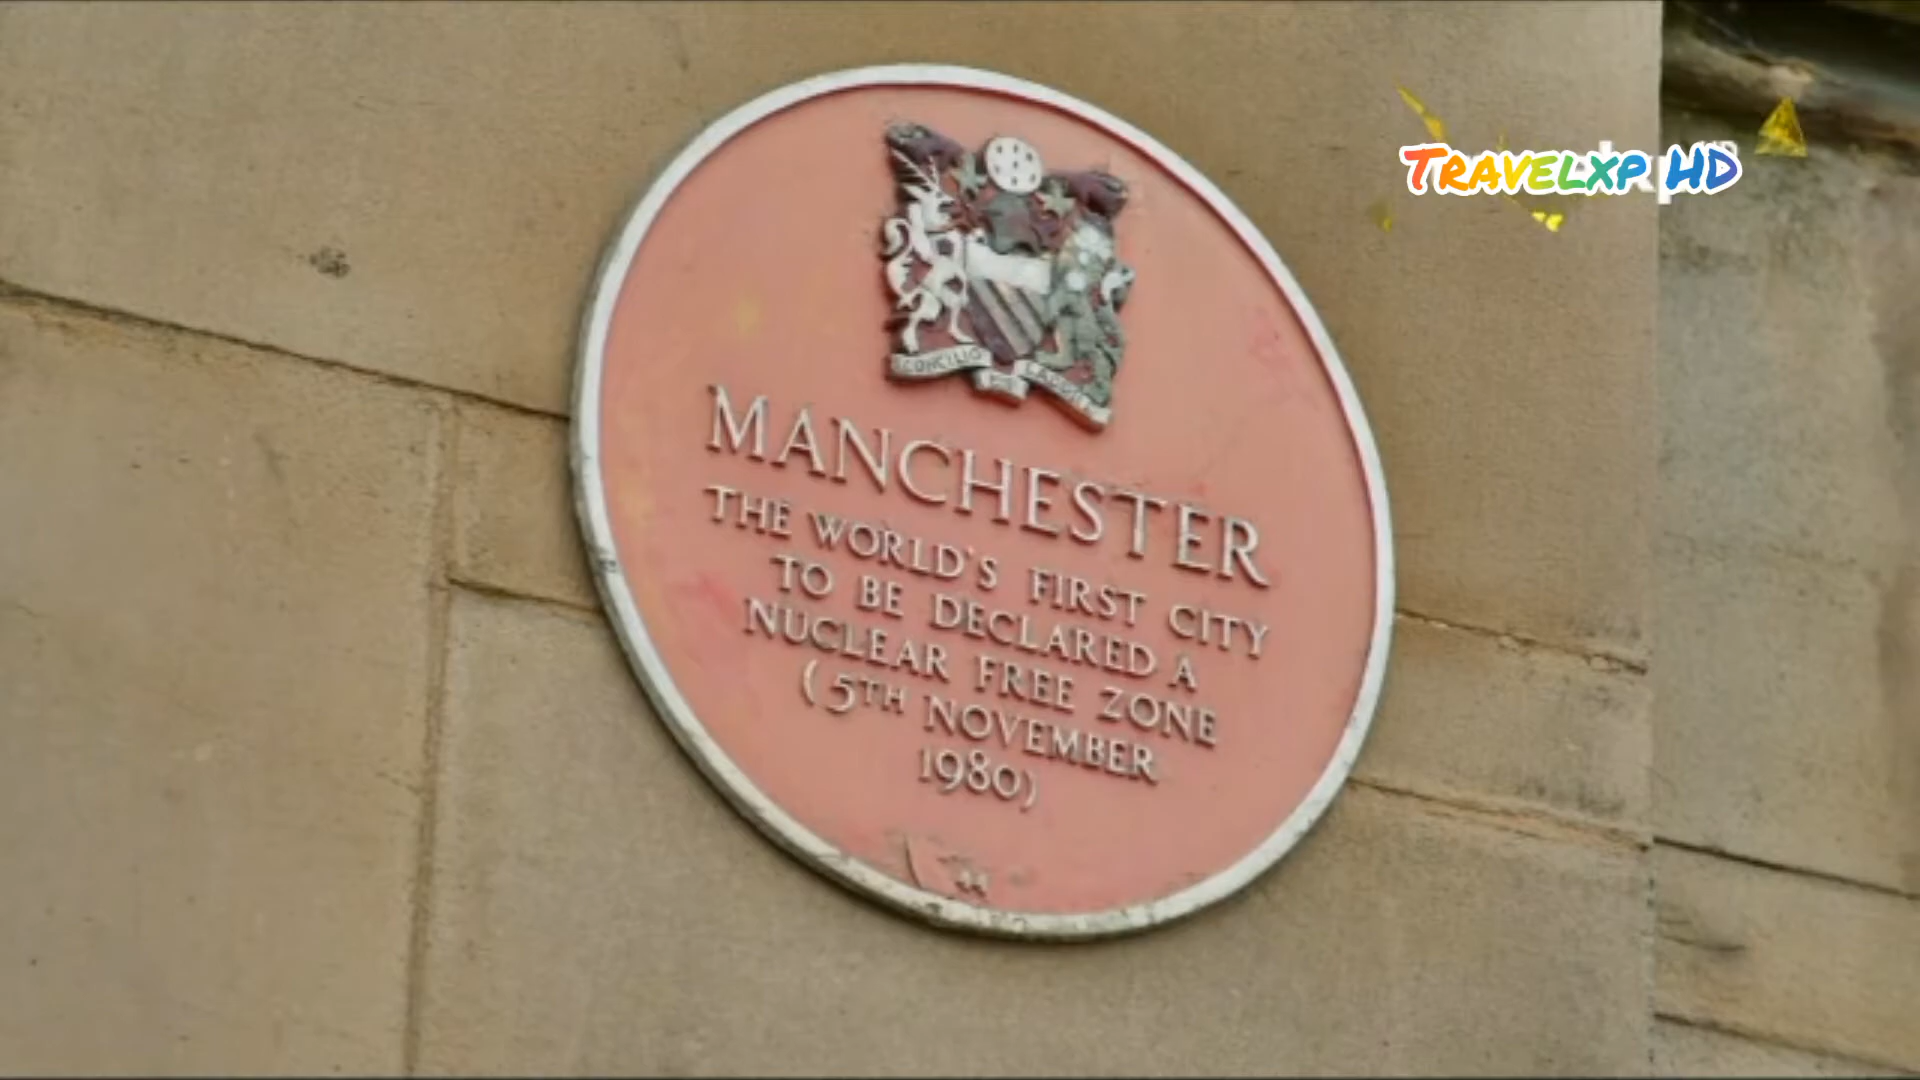 TRAVELXP HD
CONCILIO ET LABORE
MANCHESTER
THE WORLD'S FIRST CITY
TO BE DECLARED A
NUCLEAR FREE ZONE
(5TH NOVEMBER
1980)